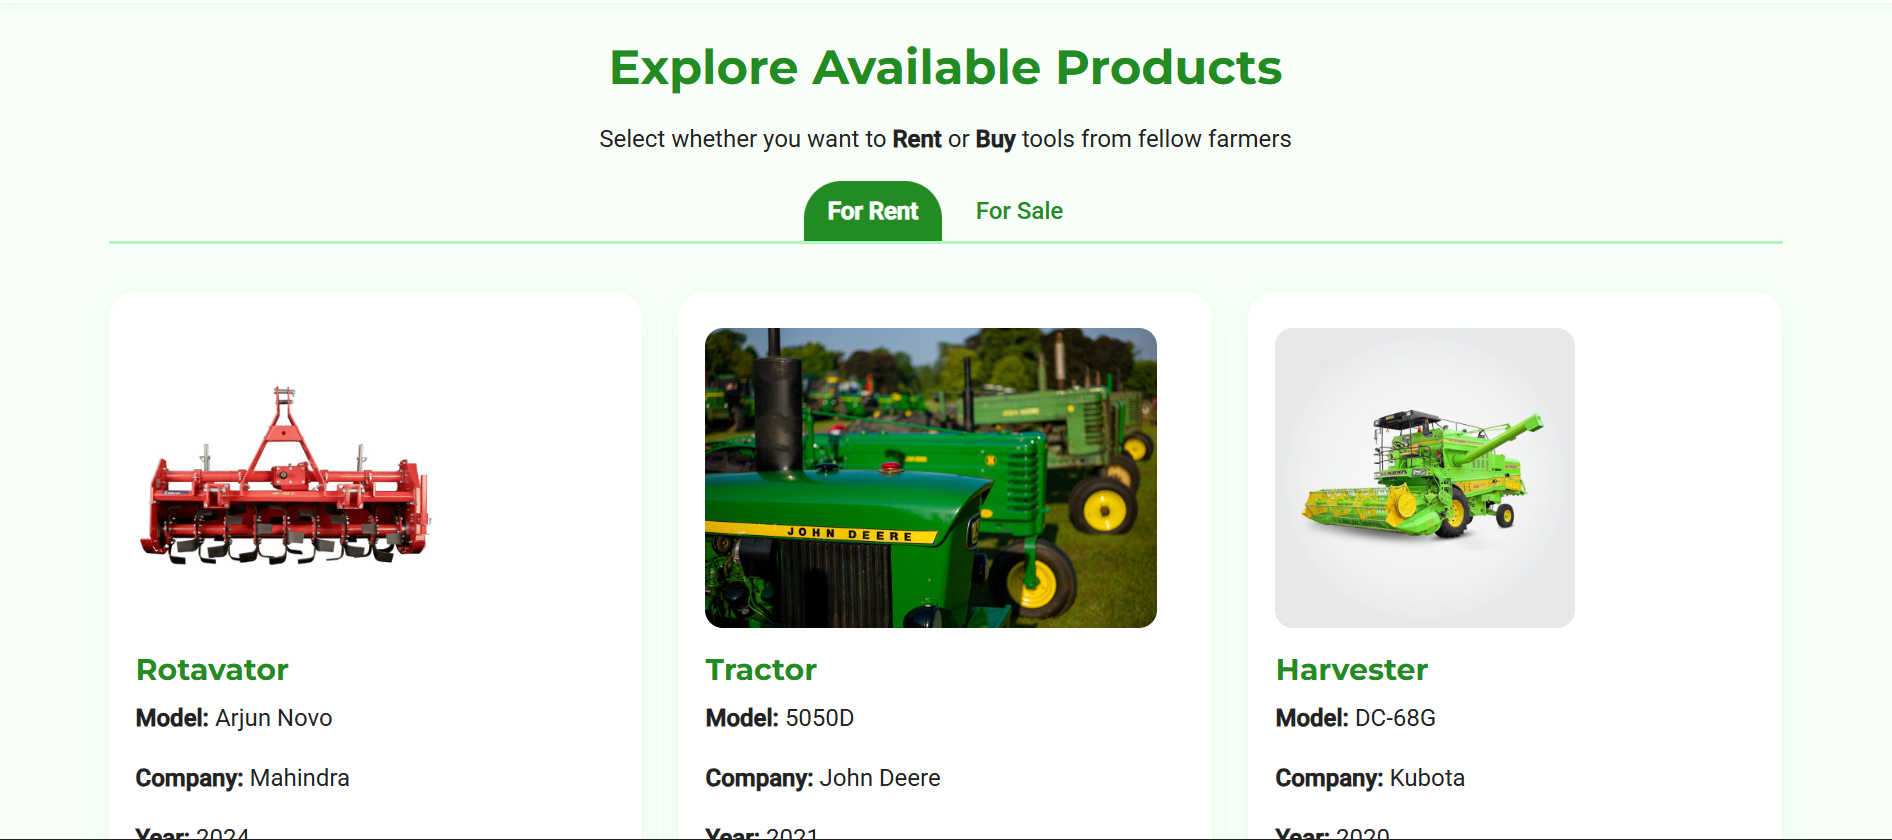 Explore Available Products
Select whether you want to Rent or Buy tools from fellow farmers
For Rent For Sale
JOHN DEERE
Rotavator Tractor Harvester
Model: Arjun Novo Model: 5050D Model: DC-68G
Company: Mahindra Company: John Deere Company: Kubota
Year: 2024 Year: 2021 Year: 2020